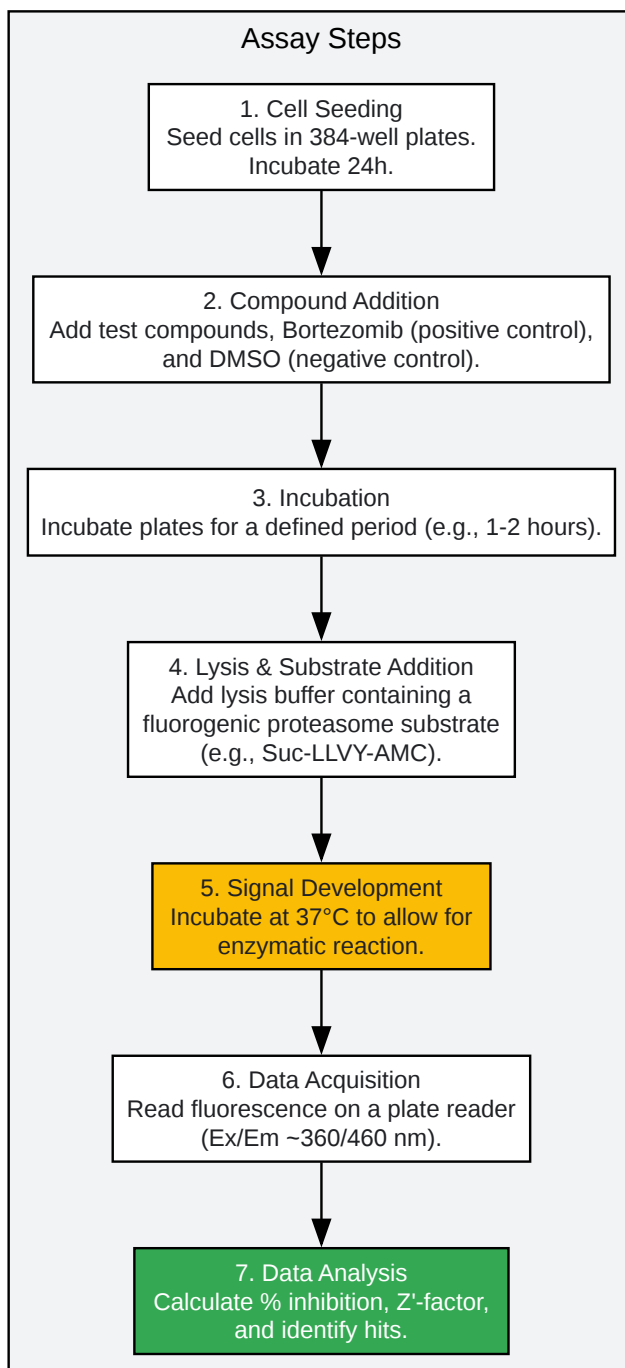 Assay Steps
1. Cell Seeding
Seed cells in 384-well plates.
Incubate 24h.
2. Compound Addition
Add test compounds, Bortezomib (positive control),
and DMSO (negative control).
3. Incubation
Incubate plates for a defined period (e.g., 1-2 hours).
4. Lysis & Substrate Addition
Add lysis buffer containing a
fluorogenic proteasome substrate
(e.g., Suc-LLVY-AMC).
5. Signal Development
Incubate at 37°C to allow for
enzymatic reaction.
6. Data Acquisition
Read fluorescence on a plate reader
(Ex/Em ~360/460 nm).
7. Data Analysis
Calculate % inhibition, Z'-factor,
and identify hits.